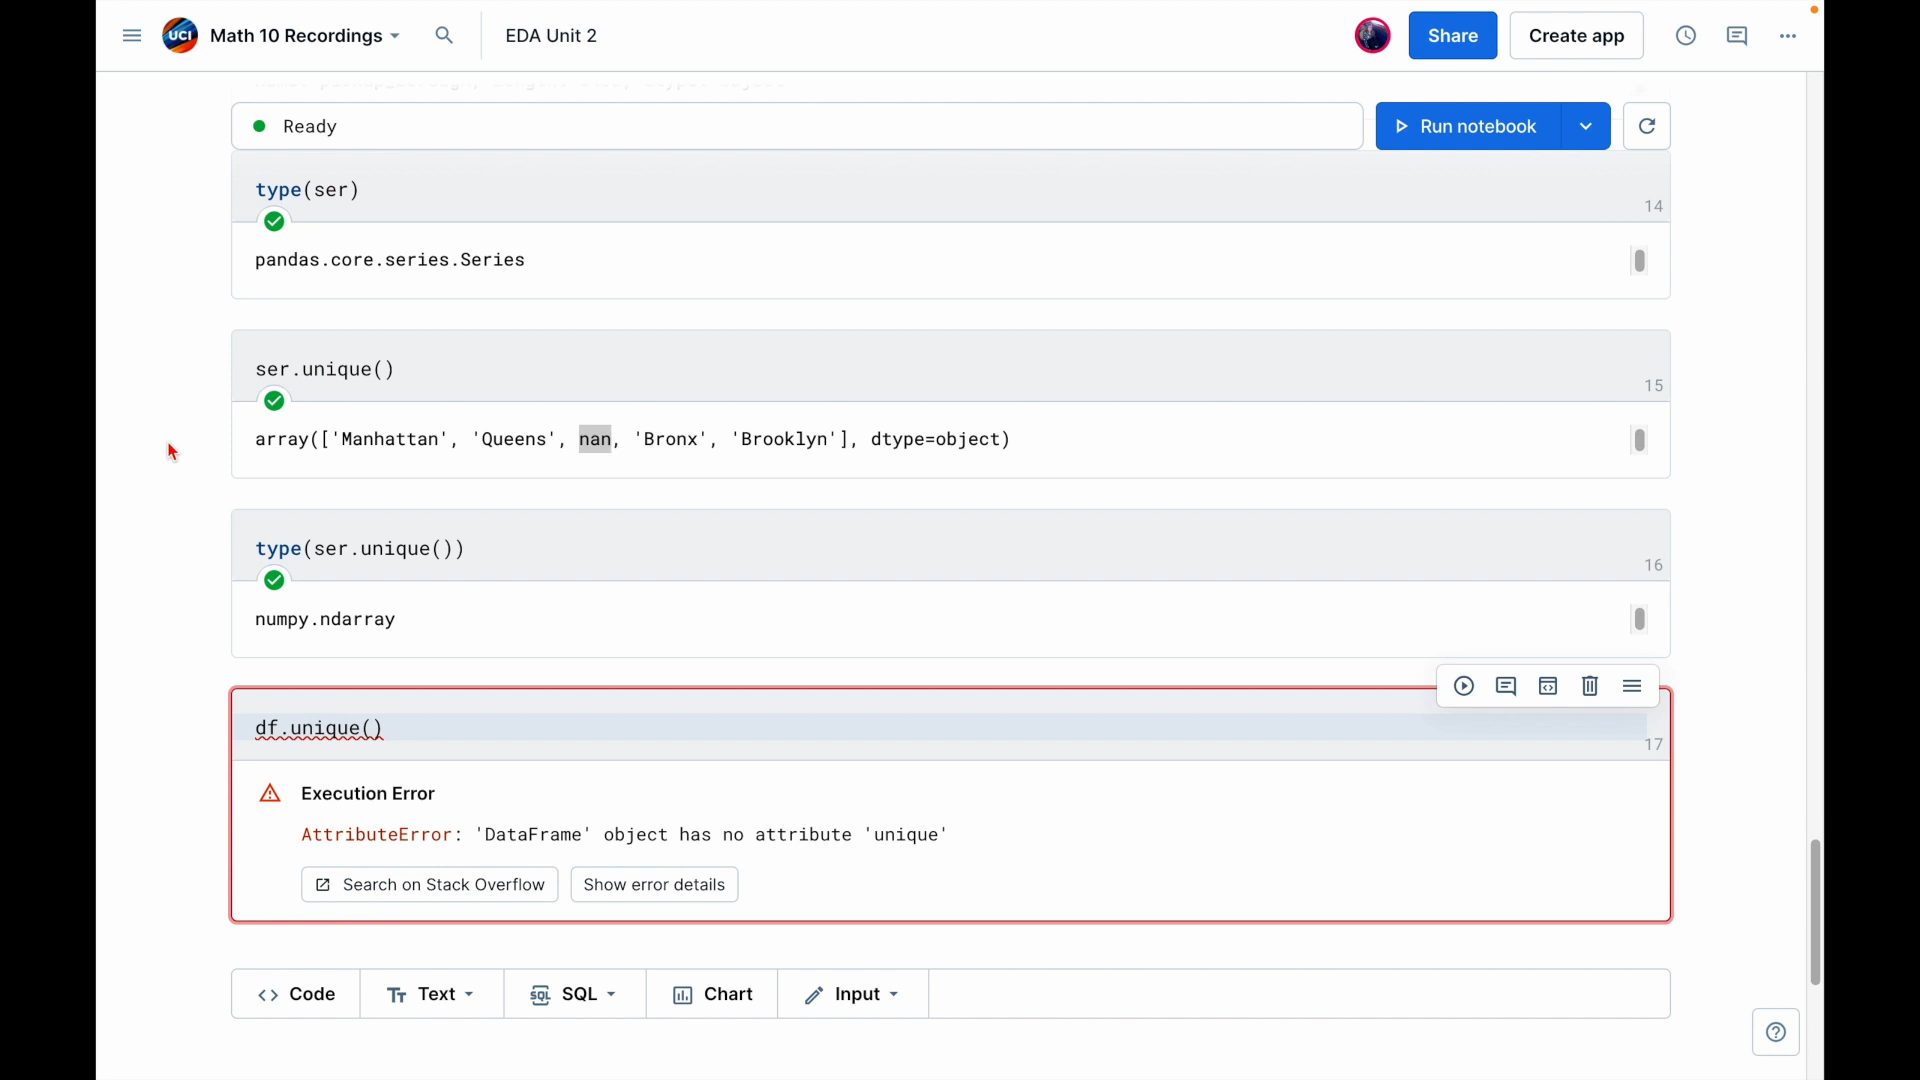 UCI Math 10 Recordings
EDA Unit 2
Share
Create app
Ready
Run notebook
type(ser)
14
pandas.core.series.Series
ser.unique()
15
array(['Manhattan', 'Queens', nan, 'Bronx', 'Brooklyn'], dtype=object)
type(ser.unique())
16
numpy.ndarray
df.unique()
17
Execution Error
AttributeError: 'DataFrame' object has no attribute 'unique'
Search on Stack Overflow
Show error details
Code
Text
SQL SQL
Chart
Input